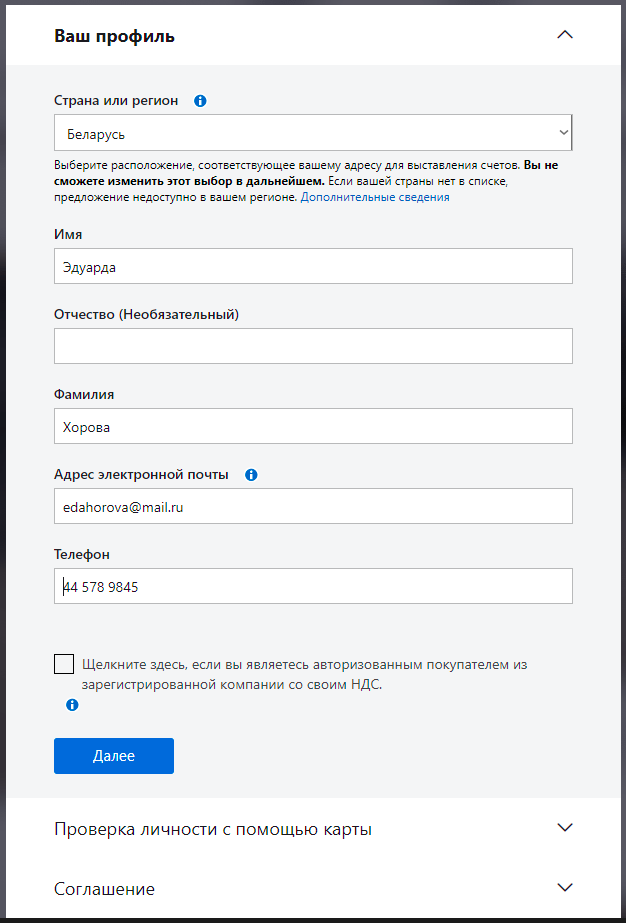 Ваш профиль
Страна или регион
Беларусь
Выберите расположение, соответствующее вашему адресу для выставления счетов. Вы не
сможете изменить этот выбор в дальнейшем. Если вашей страны нет в списке,
предложение недоступно в вашем регионе. Дополнительные сведения
Имя
Эдуарда
Отчество (Необязательный)
Фамилия
Хорова
Адрес электронной почты
edahorova@mail.ru
Телефон
44 578 9845
Щелкните здесь, если вы являетесь авторизованным покупателем из
зарегистрированной компании со своим НДС.
Далее
Проверка личности с помощью карты
Соглашение